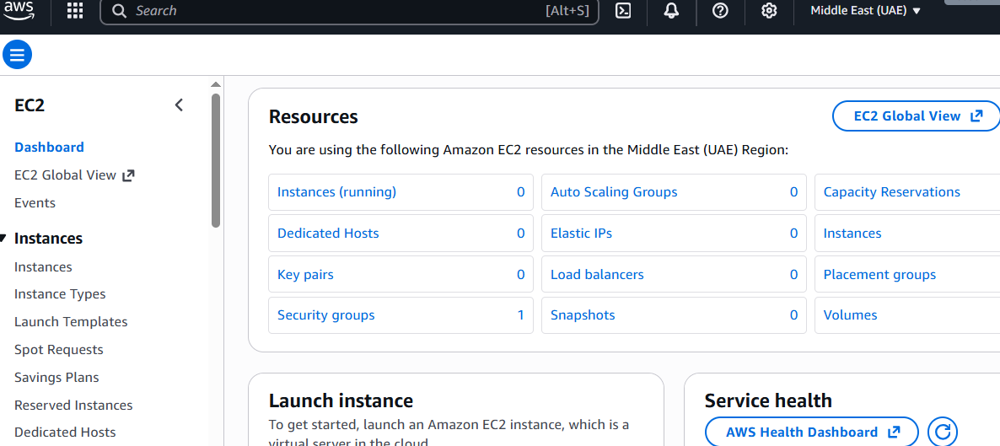 aws
Search [Alt+S] Middle East (UAE)
EC2
Dashboard
EC2 Global View
Events
Instances
Instances
Instance Types
Launch Templates
Spot Requests
Savings Plans
Reserved Instances
Dedicated Hosts
Resources
EC2 Global View
You are using the following Amazon EC2 resources in the Middle East (UAE) Region:
Instances (running) 0 Auto Scaling Groups 0 Capacity Reservations
Dedicated Hosts 0 Elastic IPs 0 Instances
Key pairs 0 Load balancers 0 Placement groups
Security groups 1 Snapshots 0 Volumes
Launch instance
To get started, launch an Amazon EC2 instance, which is a
virtual server in the cloud.
Service health
AWS Health Dashboard